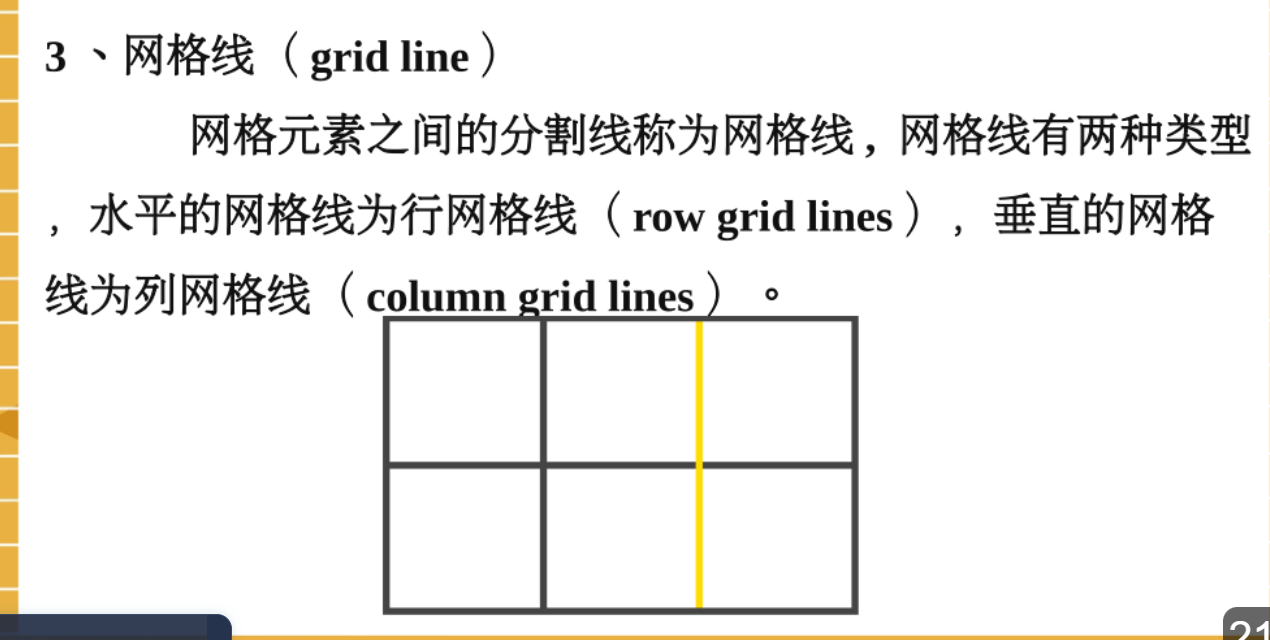 3、网格线（grid line）
网格元素之间的分割线称为网格线，网格线有两种类型
，水平的网格线为行网格线（row grid lines），垂直的网格
线为列网格线（column grid lines）。
21